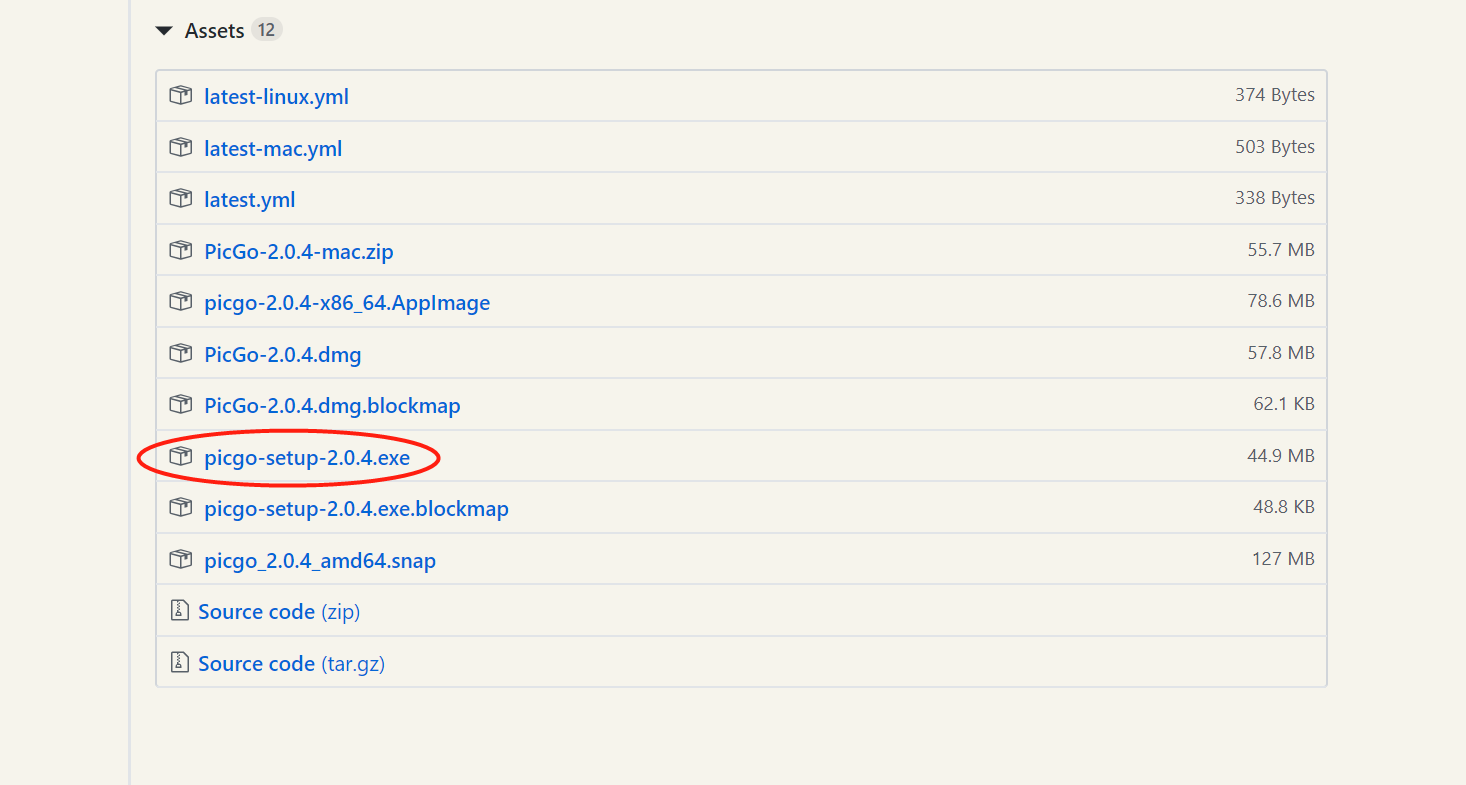 Assets 12
latest-linux.yml 374 Bytes
latest-mac.yml 503 Bytes
latest.yml 338 Bytes
PicGo-2.0.4-mac.zip 55.7 MB
picgo-2.0.4-x86_64.AppImage 78.6 MB
PicGo-2.0.4.dmg 57.8 MB
PicGo-2.0.4.dmg.blockmap 62.1 KB
picgo-setup-2.0.4.exe 44.9 MB
picgo-setup-2.0.4.exe.blockmap 48.8 KB
picgo_2.0.4_amd64.snap 127 MB
Source code (zip)
Source code (tar.gz)